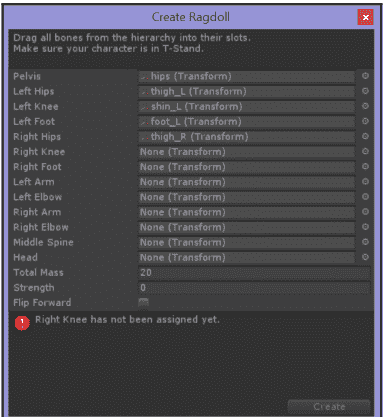 Create Ragdoll
Drag all bones from the hierarchy into their slots.
Make sure your character is in T-Stand.
Pelvis hips (Transform)
Left Hips thigh_L (Transform)
Left Knee shin_L (Transform)
Left Foot foot_L (Transform)
Right Hips thigh_R (Transform)
Right Knee None (Transform)
Right Foot None (Transform)
Left Arm None (Transform)
Left Elbow None (Transform)
Right Arm None (Transform)
Right Elbow None (Transform)
Middle Spine None (Transform)
Head None (Transform)
Total Mass 20
Strength 0
Flip Forward
Right Knee has not been assigned yet.
Create